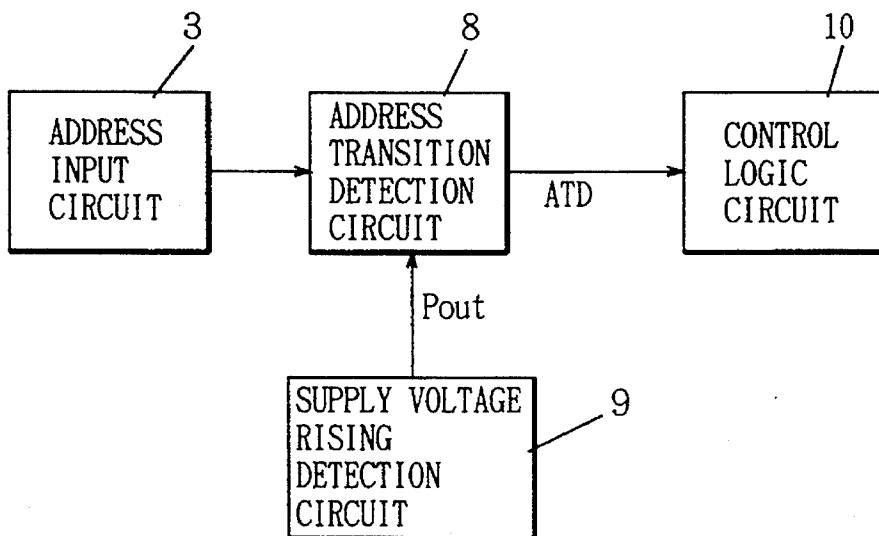 3
8
10
ADDRESS
INPUT
CIRCUIT
ADDRESS
TRANSITION
DETECTION
CIRCUIT
ATD
CONTROL
LOGIC
CIRCUIT
Pout
SUPPLY VOLTAGE
RISING
DETECTION
CIRCUIT
9